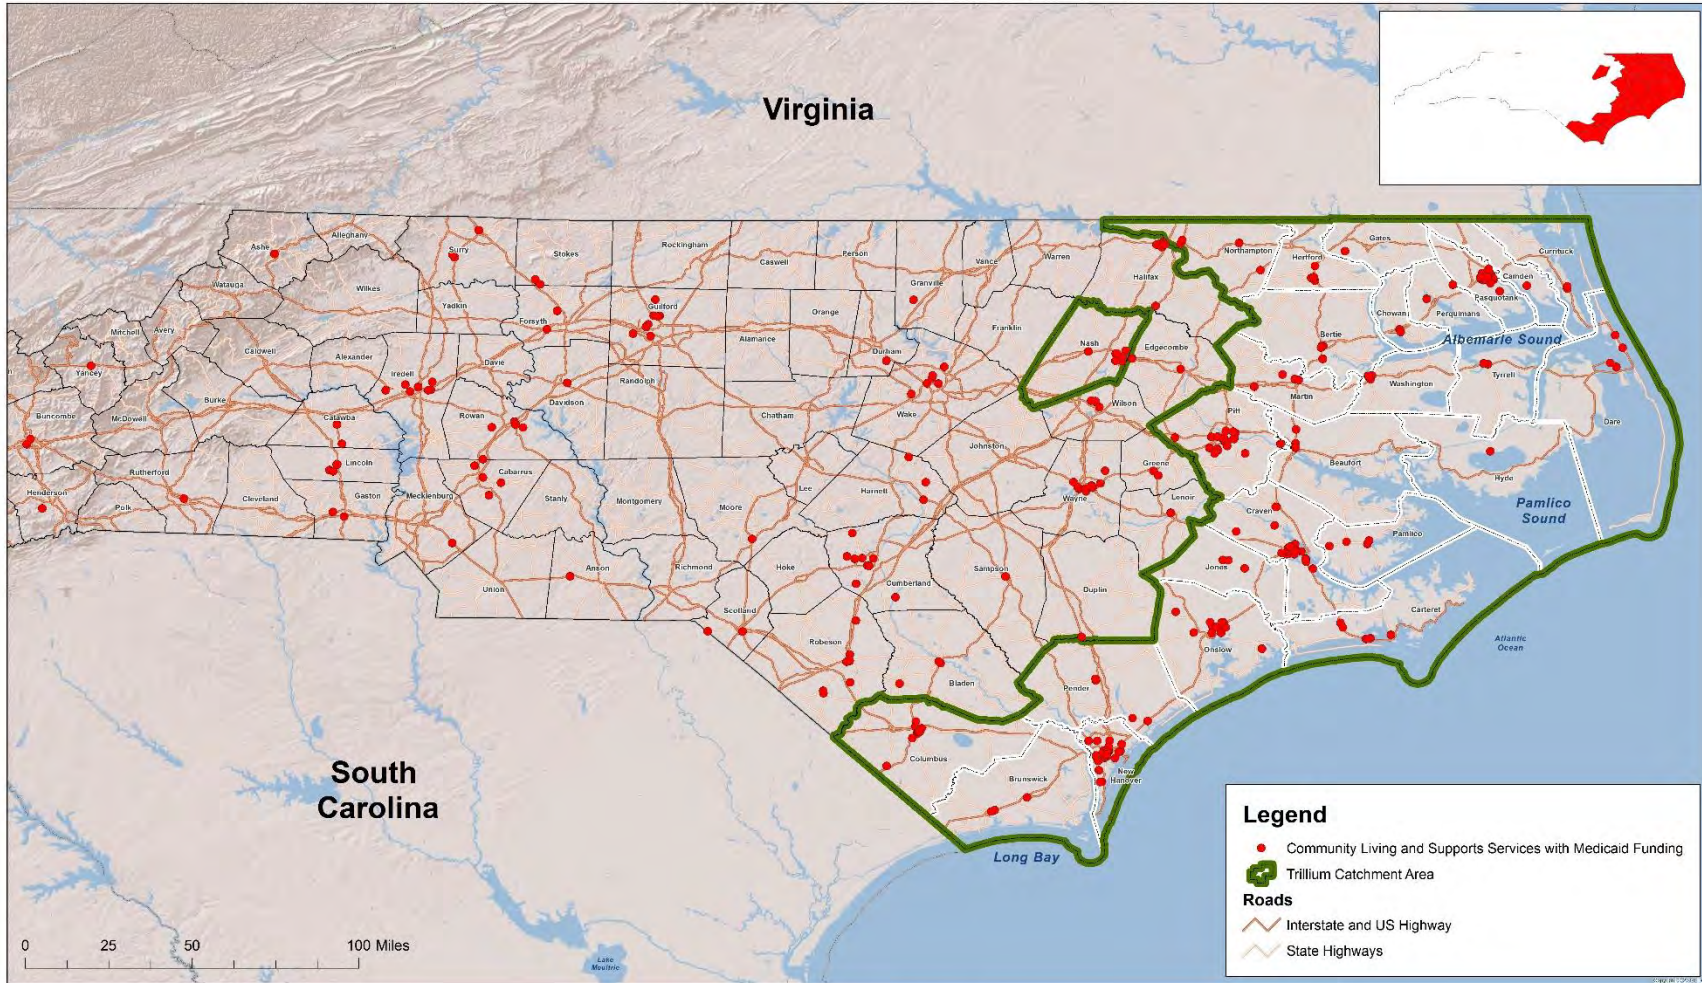 Virginia
Ashe
Alleghany
Surry
Stokes
Rockingham
Caswell
Person
Vance
Warren
Halifax
Northampton
Hertford
Gates
Currituck
Camden
Pasquotank
Perquimans
Chowan
Watauga
Wilkes
Yadkin
Forsyth
Guilford
Alamance
Orange
Granville
Franklin
Durham
Nash
Edgecombe
Bertie
Albemarle Sound
Mitchell
Avery
Yancey
Caldwell
Alexander
Iredell
Davie
Davidson
Randolph
Chatham
Wake
Wilson
Pitt
Martin
Washington
Tyrrell
Dare
Buncombe
McDowell
Burke
Catawba
Rowan
Johnston
Greene
Beaufort
Hyde
Henderson
Polk
Rutherford
Cleveland
Lincoln
Gaston
Mecklenburg
Cabarrus
Stanly
Montgomery
Moore
Lee
Harnett
Wayne
Lenoir
Craven
Pamlico
Pamlico
Sound
Union
Anson
Richmond
Hoke
Scotland
Cumberland
Sampson
Duplin
Jones
Carteret
Onslow
Robeson
Bladen
Pender
Columbus
Brunswick
New
Hanover
Atlantic
Ocean
South
Carolina
Long Bay
Lake
Moultrie
0 25 50 100 Miles
Legend
Community Living and Supports Services with Medicaid Funding
Trillium Catchment Area
Roads
Interstate and US Highway
State Highways